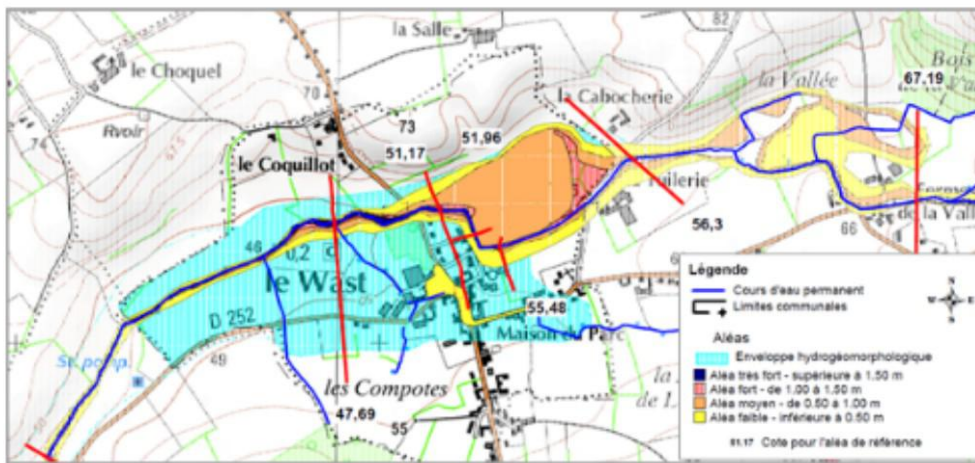 la Salle
82
le Choquel
70
la Vallée
Bois
67,19
la Cabocherie
Rvoir
73
51,96
74
67.5
51,17
le Coquillot
56,3
66
de la Val
46
0,2
le Wast
55,48
D 252
Maison du Parc
49
les Compotes
47,69
55
Légende
Cours d'eau permanent
Limites communales
Aléas
Enveloppe hydrogéomorphologique
Aléa très fort - supérieure à 1.50 m
Aléa fort - de 1.00 à 1.50 m
Aléa moyen - de 0.50 à 1.00 m
Aléa faible - inférieure à 0.50 m
51.17 Cote pour l'aléa de référence
N
W
E
S